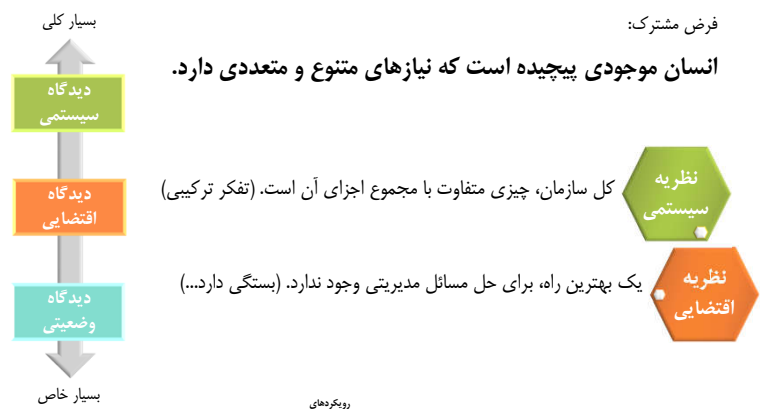 فرض مشترک:
انسان موجودی پیچیده است که نیازهای متنوع و متعددی دارد.
نظریه
سیستمی
کل سازمان، چیزی متفاوت با مجموع اجزای آن است. (تفکر ترکیبی)
نظریه
اقتضایی
یک بهترین راه، برای حل مسائل مدیریتی وجود ندارد. (بستگی دارد...)
بسیار کلی
دیدگاه
سیستمی
دیدگاه
اقتضایی
دیدگاه
وضعیتی
بسیار خاص
رویکردهای